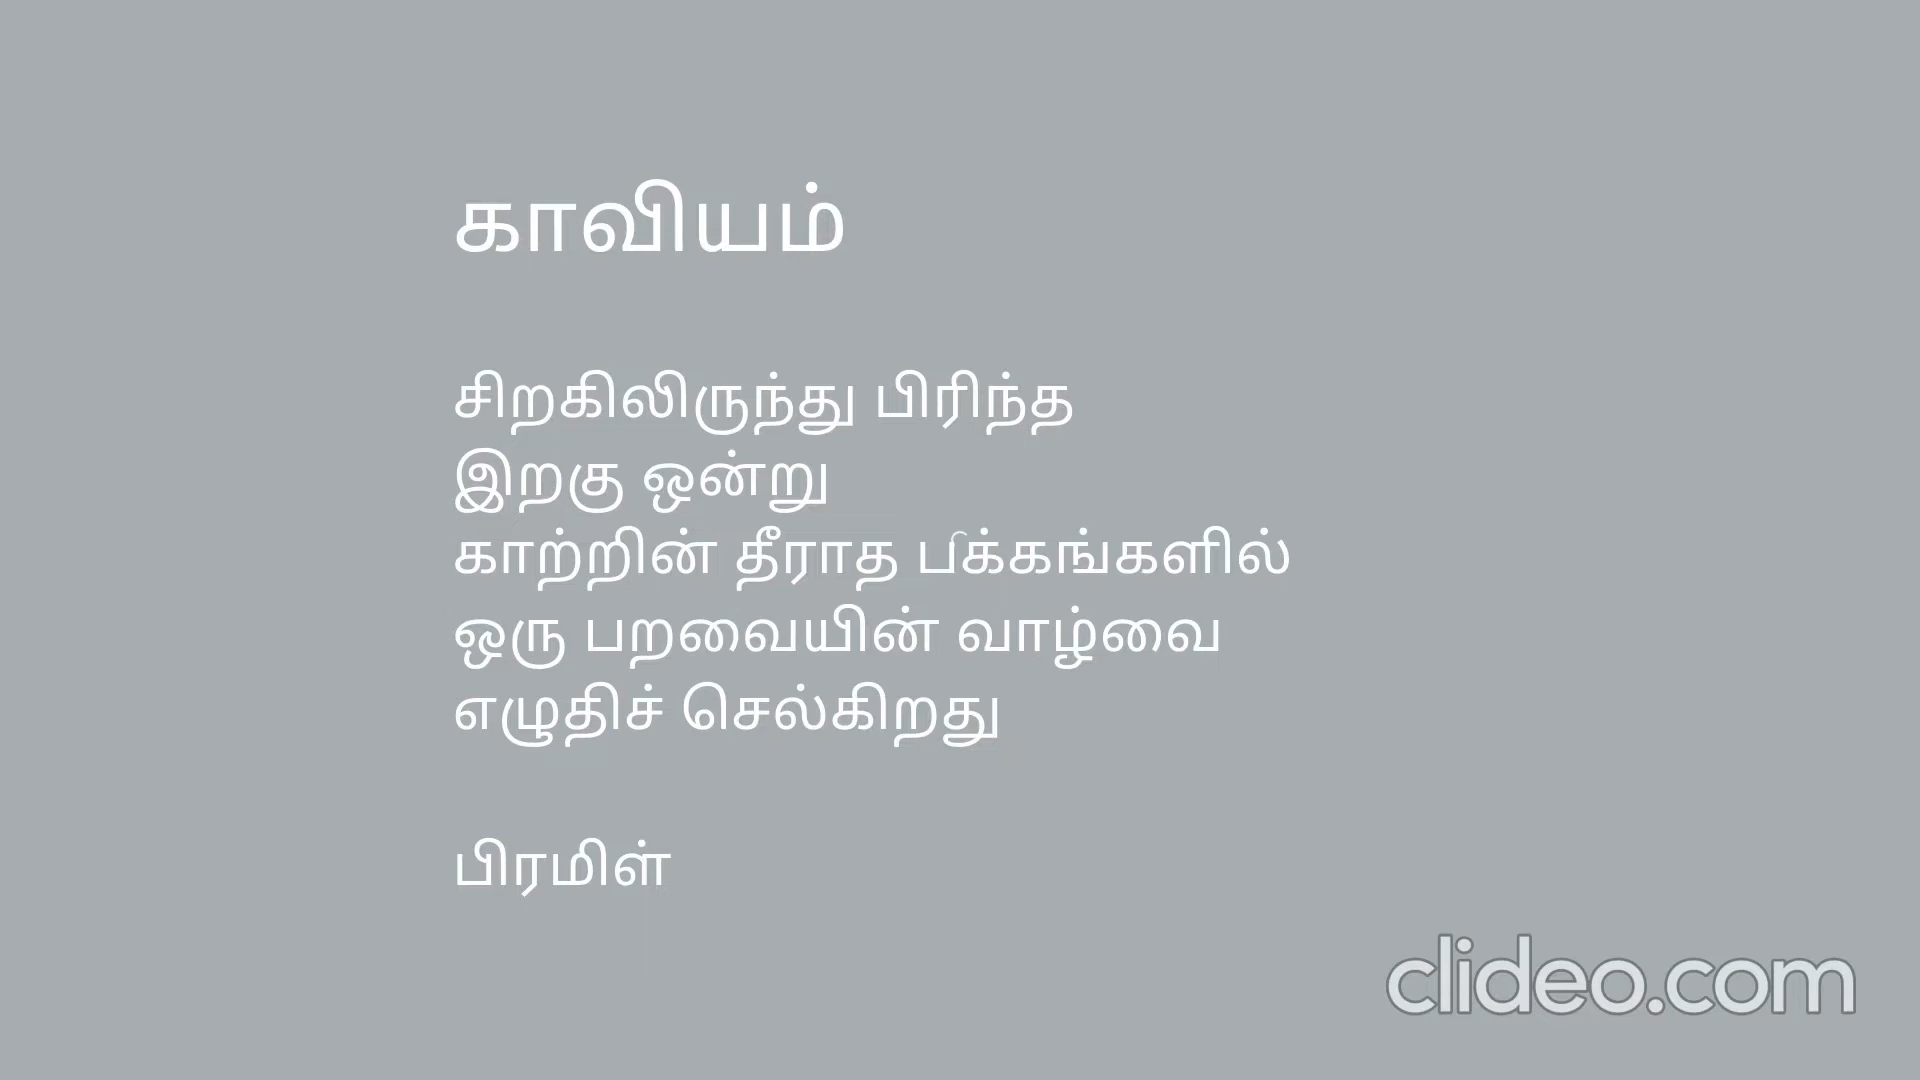 காவியம்
சிறகிலிருந்து பிரிந்த
இறகு ஒன்று
காற்றின் தீராத பக்கங்களில்
ஒரு பறவையின் வாழ்வை
எழுதிச் செல்கிறது
பிரமிள்
clideo.com